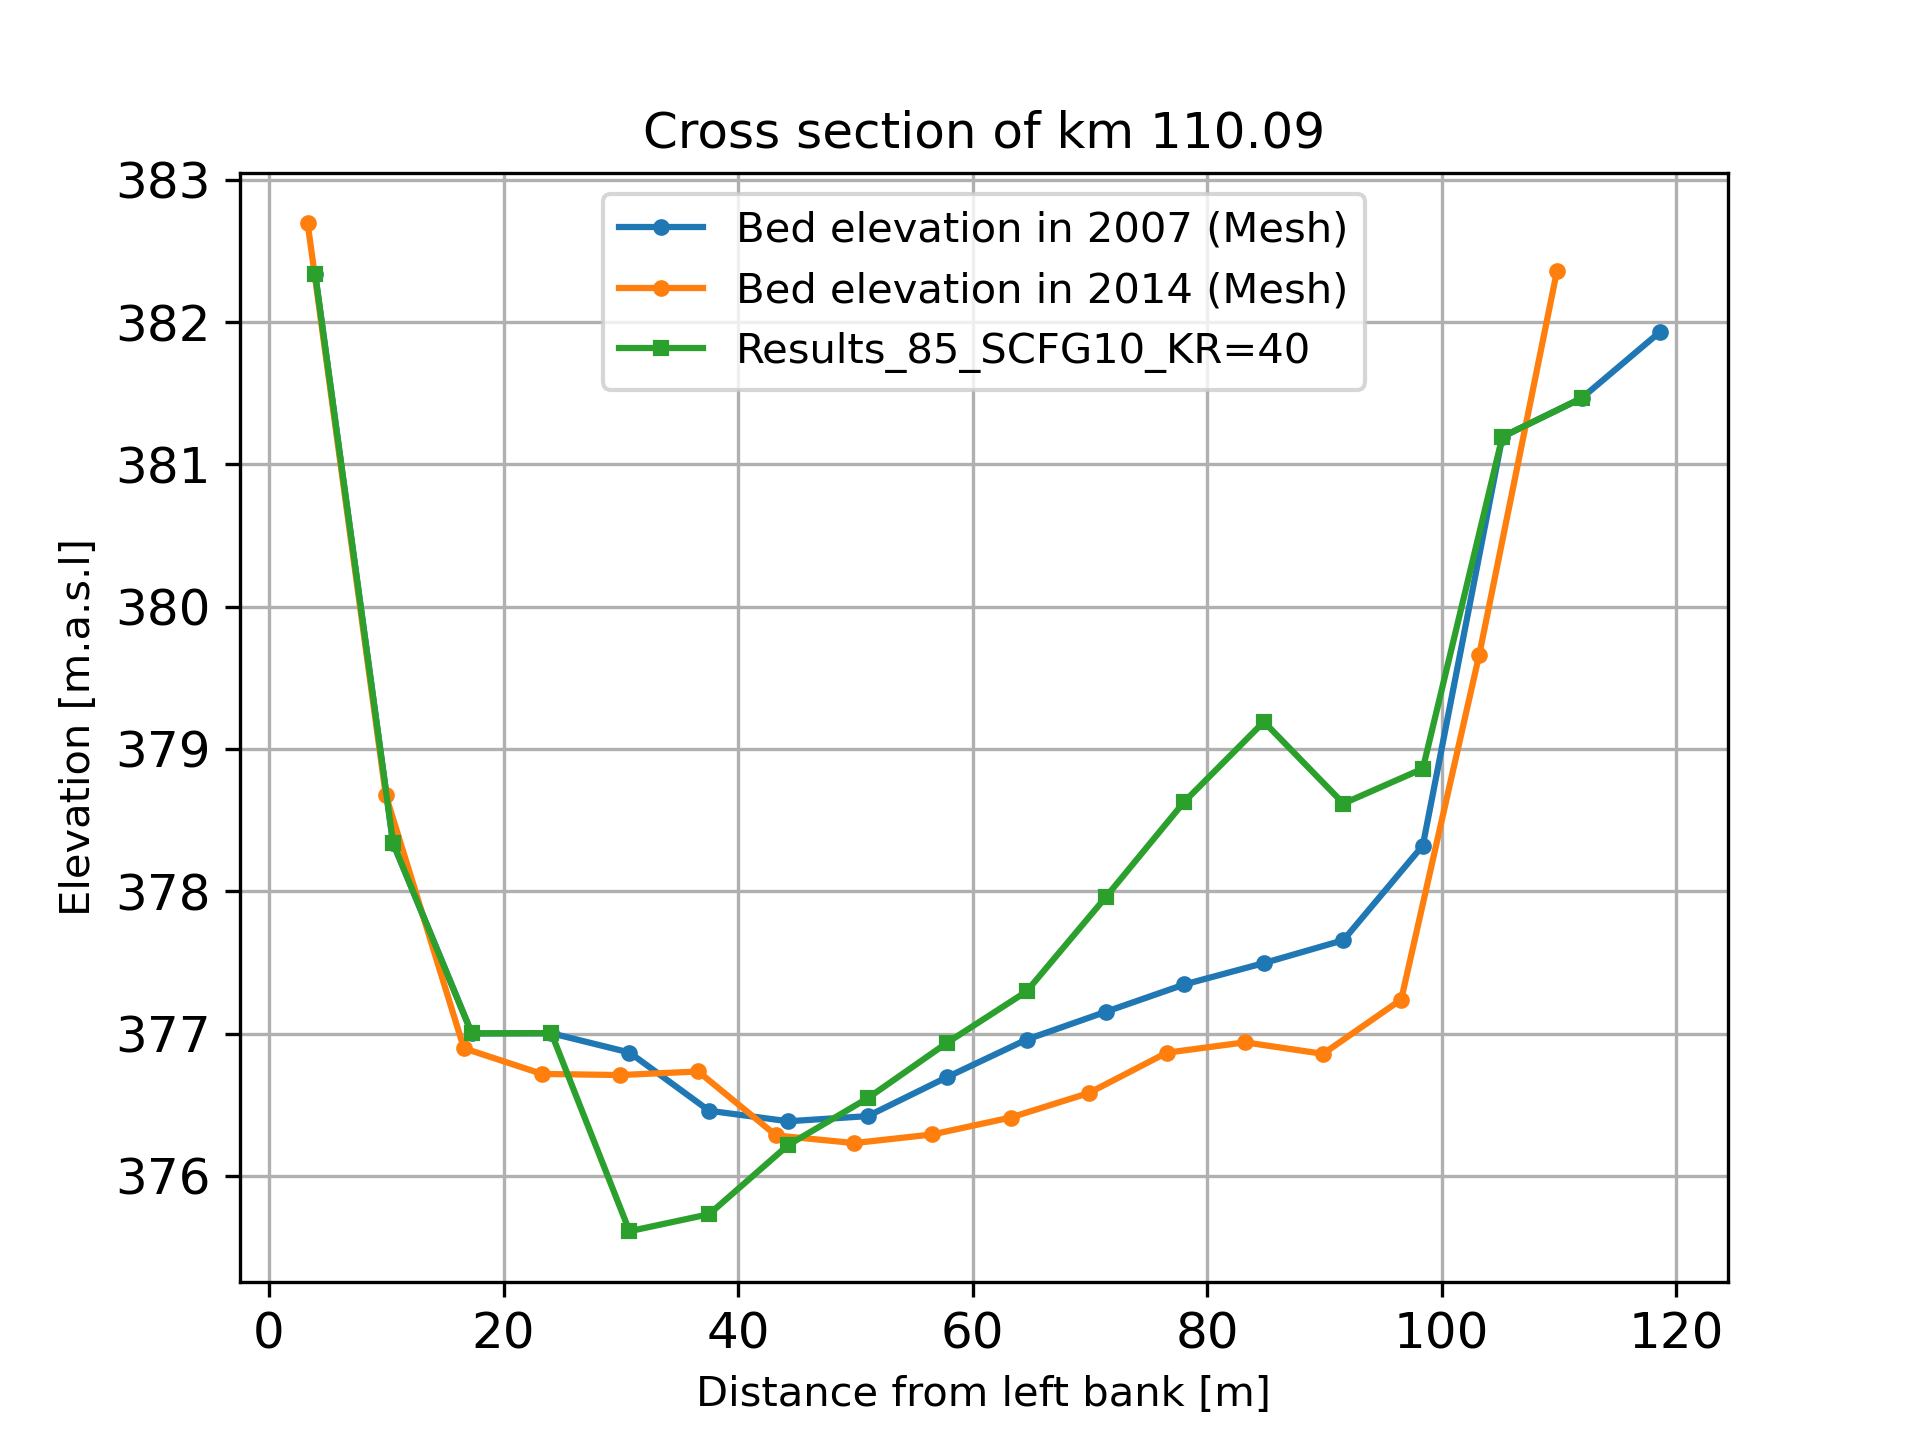 Cross section of km 110.09
383
382
381
380
379
378
377
376
Elevation [m.a.s.l]
Bed elevation in 2007 (Mesh)
Bed elevation in 2014 (Mesh)
Results_85_SCFG10_KR=40
0 20 40 60 80 100 120
Distance from left bank [m]